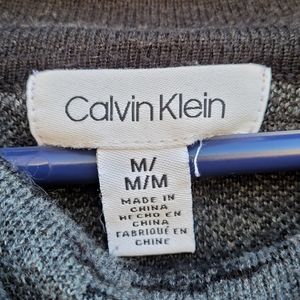 Calvin Klein
M/
M/M
MADE IN
CHINA
HECHO EN
CHINA
FABRIQUÉ EN
CHINE